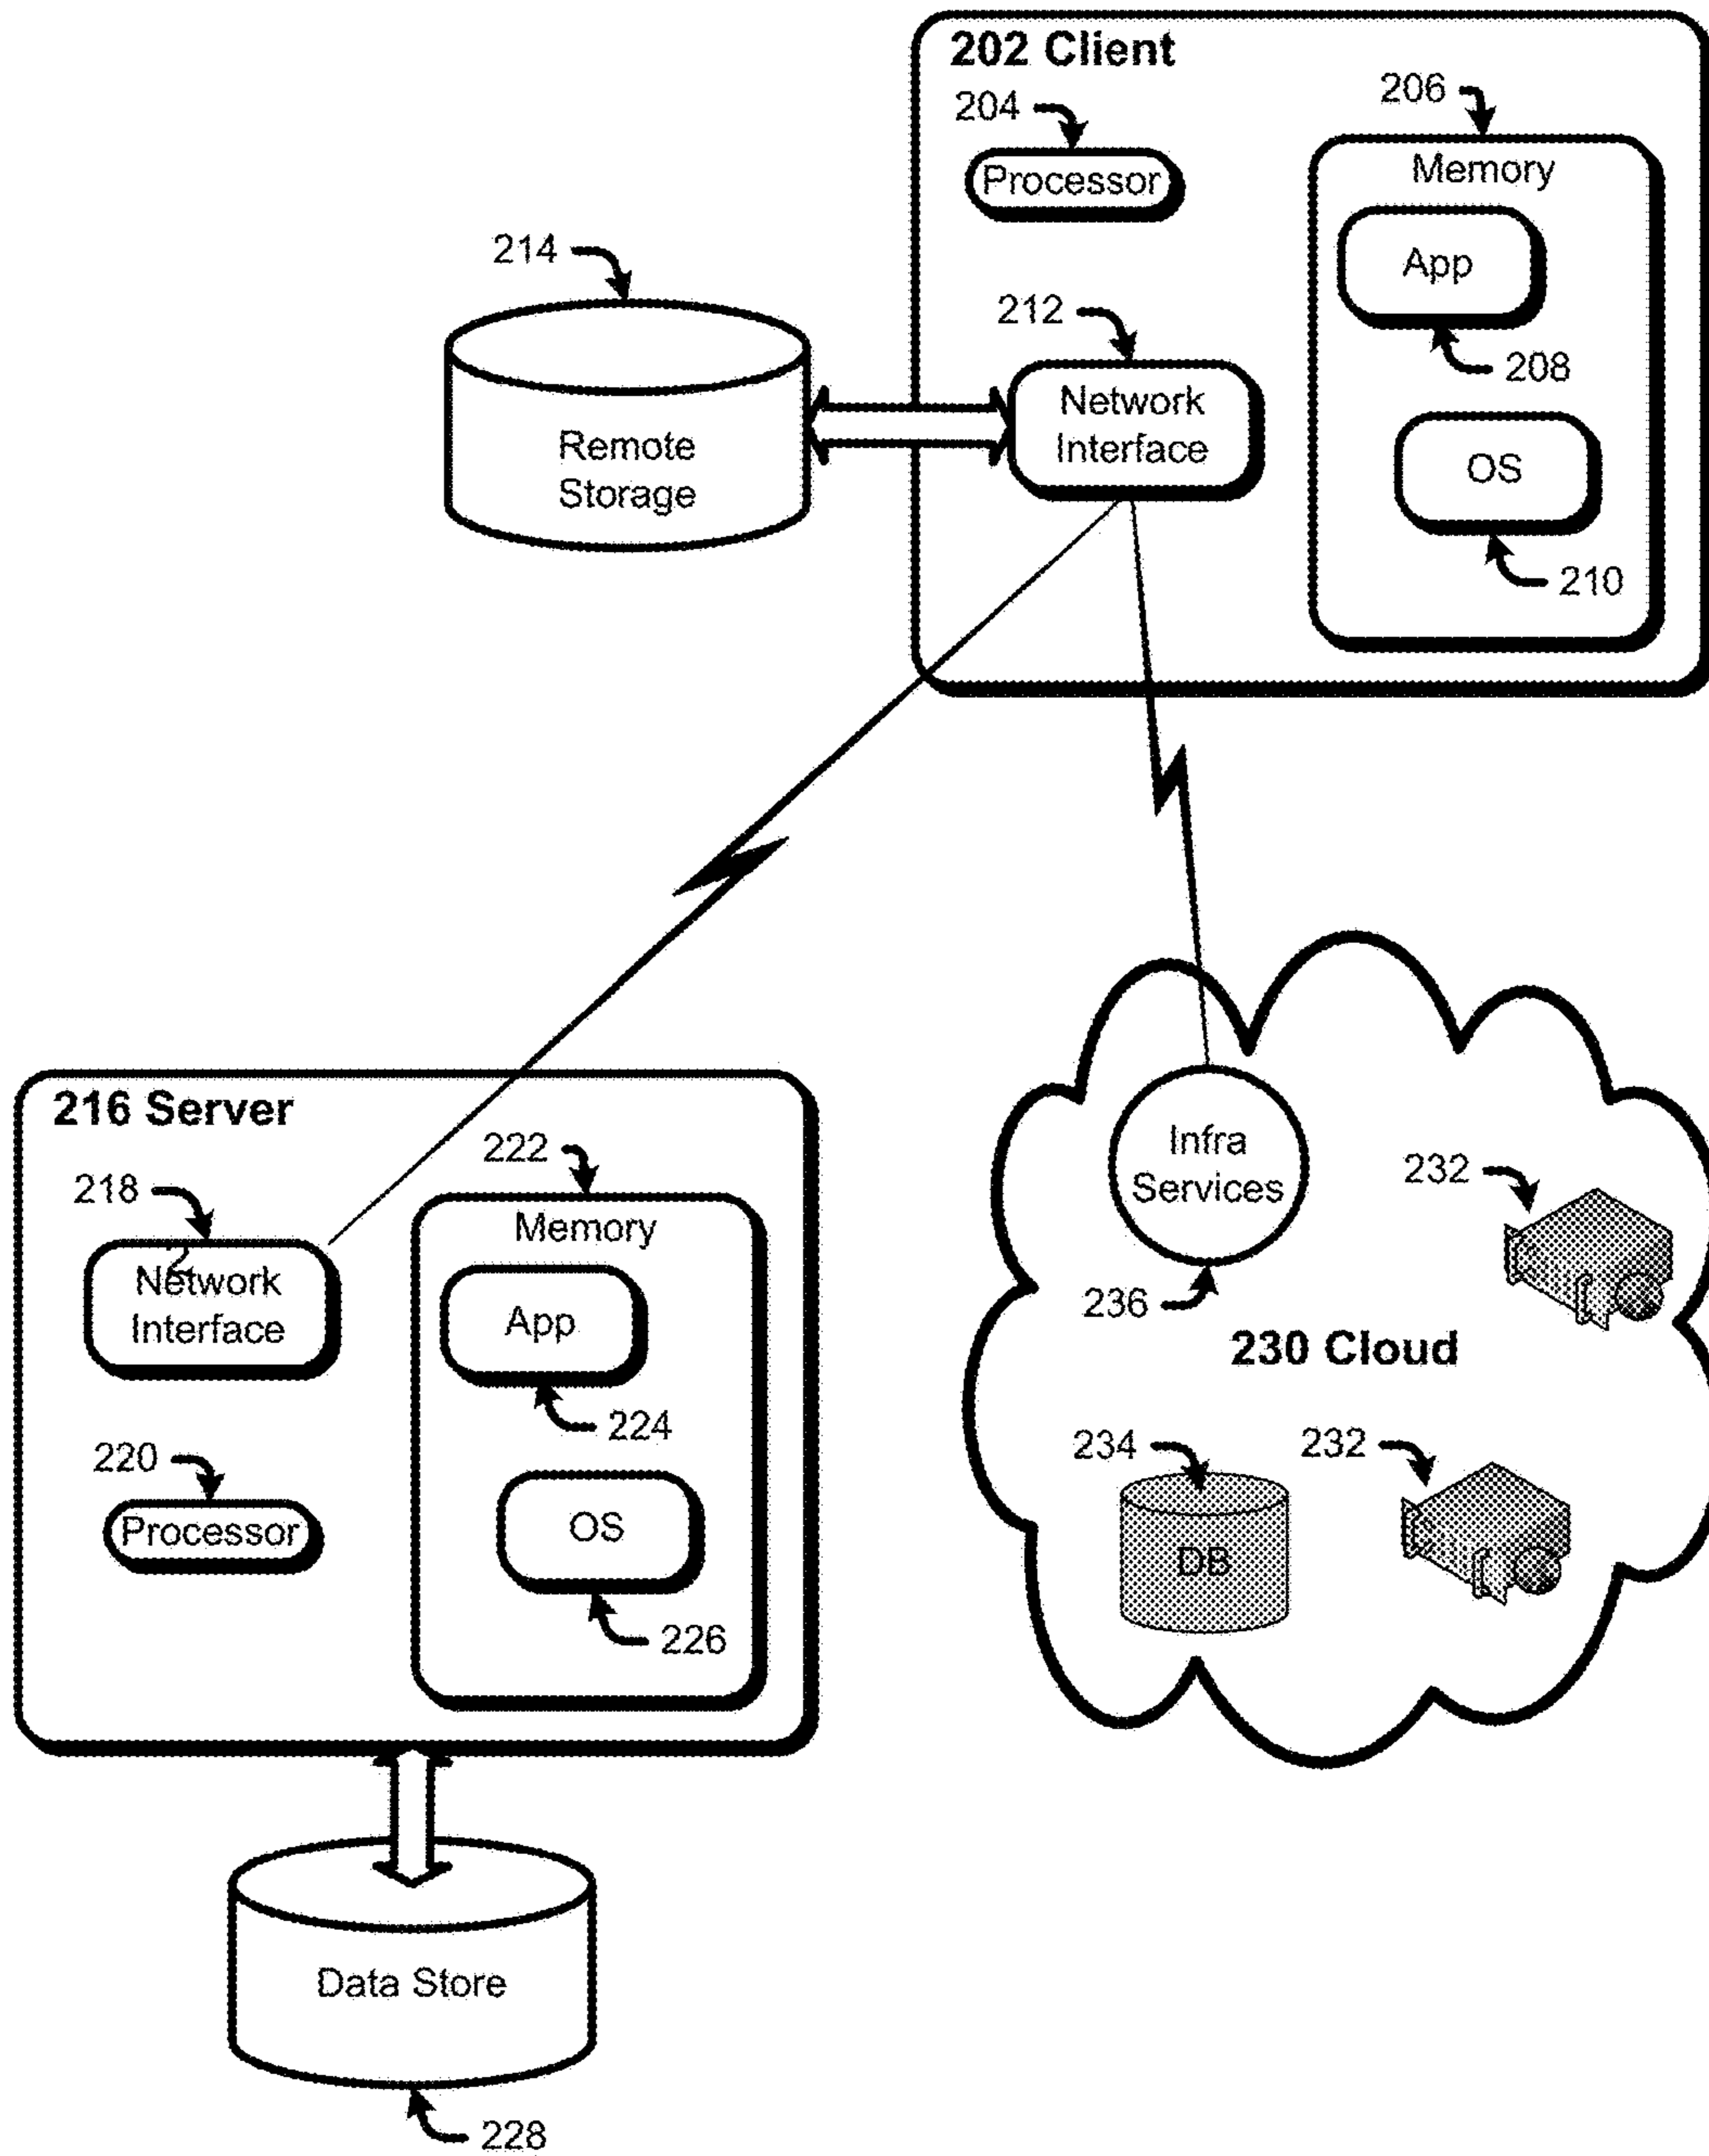 202 Client
204
206
Processor
Memory
App
208
214
212
Remote
Storage
Network
Interface
OS
210
216 Server
218
222
2
Network
Interface
Memory
App
224
220
Processor
OS
226
Infra
Services
236
232
230 Cloud
234
232
DB
Data Store
228